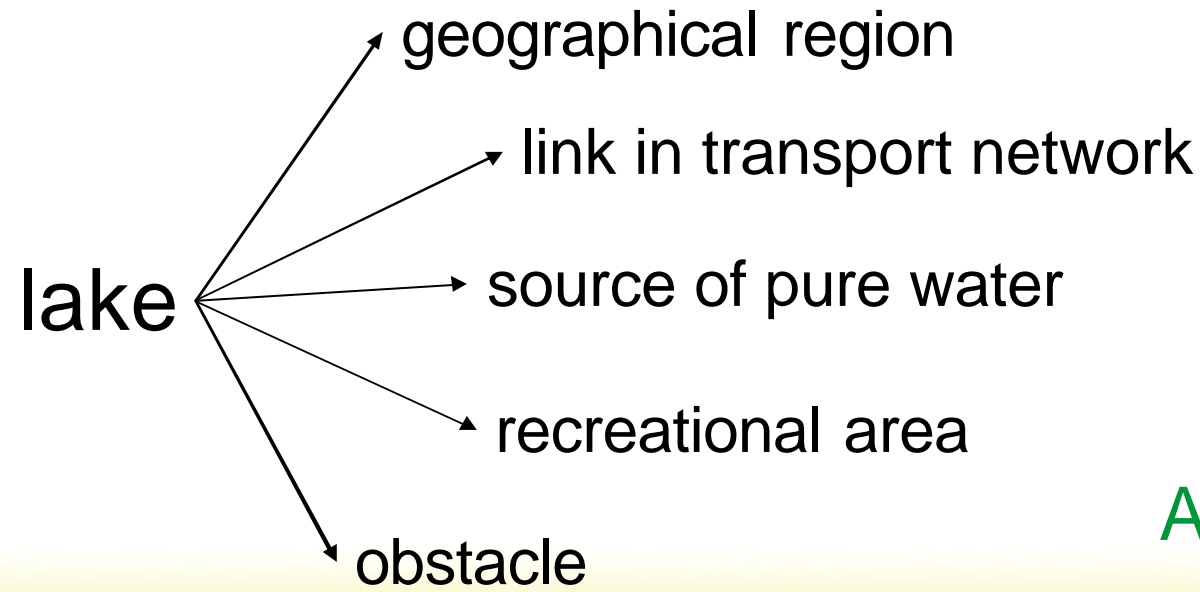 geographical region
link in transport network
lake
source of pure water
recreational area
A
obstacle